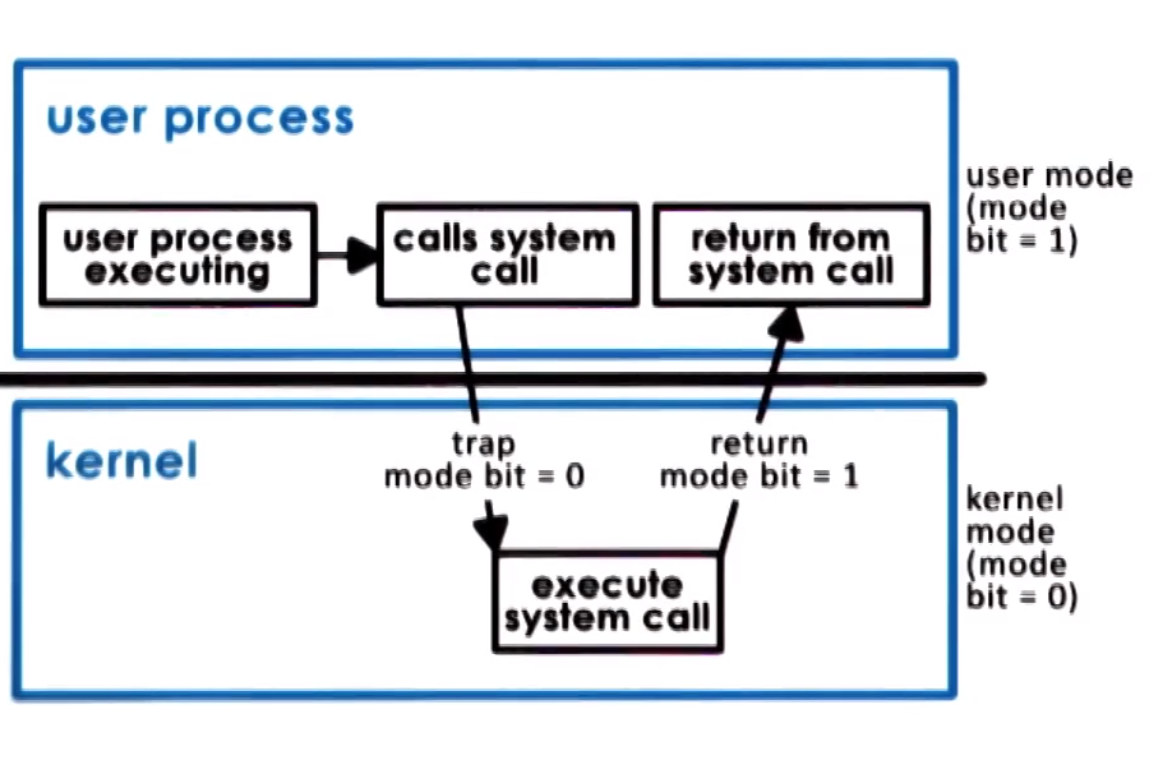 user process
user process
executing
calls system
call
return from
system call
user mode
(mode
bit = 1)
kernel
trap
mode bit = 0
return
mode bit = 1
execute
system call
kernel
mode
(mode
bit = 0)